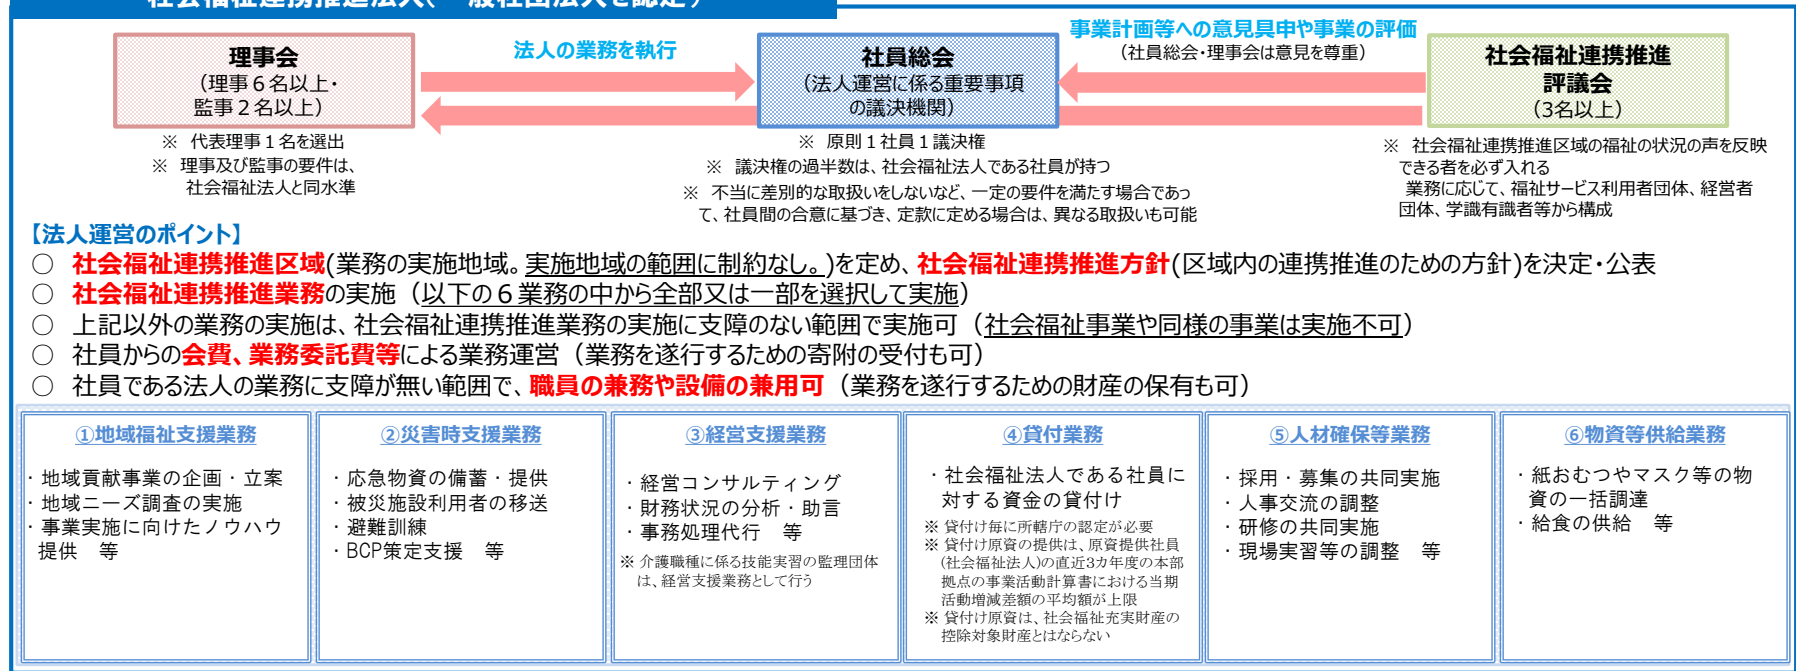 社会福祉連携推進法人(一般社団法人を認定)
理事会
（理事６名以上・
監事２名以上）
※ 代表理事１名を選出
※ 理事及び監事の要件は、
社会福祉法人と同水準
法人の業務を執行
社員総会
（法人運営に係る重要事項
の議決機関）
※ 原則１社員１議決権
※ 議決権の過半数は、社会福祉法人である社員が持つ
※ 不当に差別的な取扱いをしないなど、一定の要件を満たす場合であっ
て、社員間の合意に基づき、定款に定める場合は、異なる取扱いも可能
事業計画等への意見具申や事業の評価
（社員総会・理事会は意見を尊重）
社会福祉連携推進
評議会
（3名以上）
※ 社会福祉連携推進区域の福祉の状況の声を反映
できる者を必ず入れる
業務に応じて、福祉サービス利用者団体、経営者
団体、学識有識者等から構成
【法人運営のポイント】
○ 社会福祉連携推進区域(業務の実施地域。実施地域の範囲に制約なし。)を定め、社会福祉連携推進方針(区域内の連携推進のための方針)を決定・公表
○ 社会福祉連携推進業務の実施（以下の６業務の中から全部又は一部を選択して実施）
○ 上記以外の業務の実施は、社会福祉連携推進業務の実施に支障のない範囲で実施可（社会福祉事業や同様の事業は実施不可）
○ 社員からの会費、業務委託費等による業務運営（業務を遂行するための寄附の受付も可）
○ 社員である法人の業務に支障が無い範囲で、職員の兼務や設備の兼用可（業務を遂行するための財産の保有も可）
①地域福祉支援業務
・地域貢献事業の企画・立案
・地域ニーズ調査の実施
・事業実施に向けたノウハウ
提供 等
②災害時支援業務
・応急物資の備蓄・提供
・被災施設利用者の移送
・避難訓練
・BCP策定支援 等
③経営支援業務
・経営コンサルティング
・財務状況の分析・助言
・事務処理代行 等
※ 介護職種に係る技能実習の監理団体
は、経営支援業務として行う
④貸付業務
・社会福祉法人である社員に
対する資金の貸付け
※ 貸付け毎に所轄庁の認定が必要
※ 貸付け原資の提供は、原資提供社員
(社会福祉法人)の直近3カ年度の本部
拠点の事業活動計算書における当期
活動増減差額の平均額が上限
※ 貸付け原資は、社会福祉充実財産の
控除対象財産とはならない
⑤人材確保等業務
・採用・募集の共同実施
・人事交流の調整
・研修の共同実施
・現場実習等の調整 等
⑥物資等供給業務
・紙おむつやマスク等の物
資の一括調達
・給食の供給 等